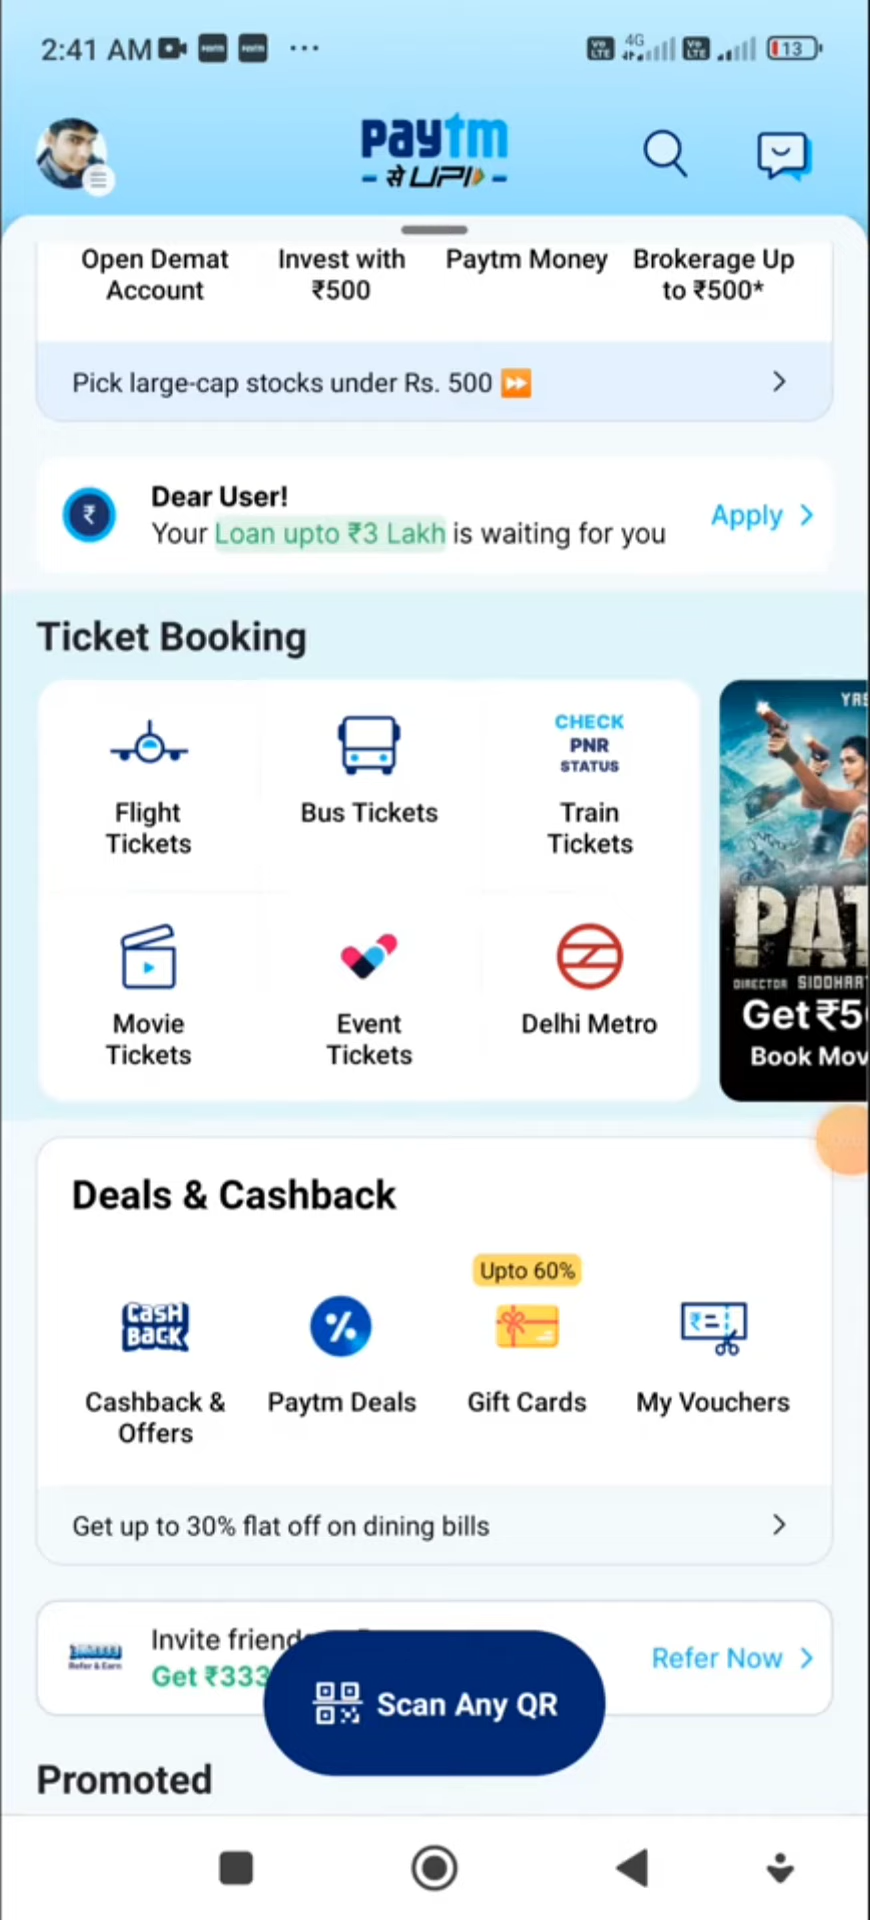 2:41 AM
4G
13
paytm
से UPI
Open Demat Account
Invest with ₹500
Paytm Money
Brokerage Up to ₹500*
Pick large-cap stocks under Rs. 500
Dear User!
Your Loan upto ₹3 Lakh is waiting for you
Apply
Ticket Booking
Flight Tickets
Bus Tickets
CHECK
PNR
STATUS
Train Tickets
Movie Tickets
Event Tickets
Delhi Metro
DIRECTOR
Get ₹5
Book Mov
Deals & Cashback
Upto 60%
CASH
BACK
Cashback & Offers
Paytm Deals
Gift Cards
My Vouchers
Get up to 30% flat off on dining bills
Refer & Earn
Invite friend
Get ₹333
Refer Now
Scan Any QR
Promoted